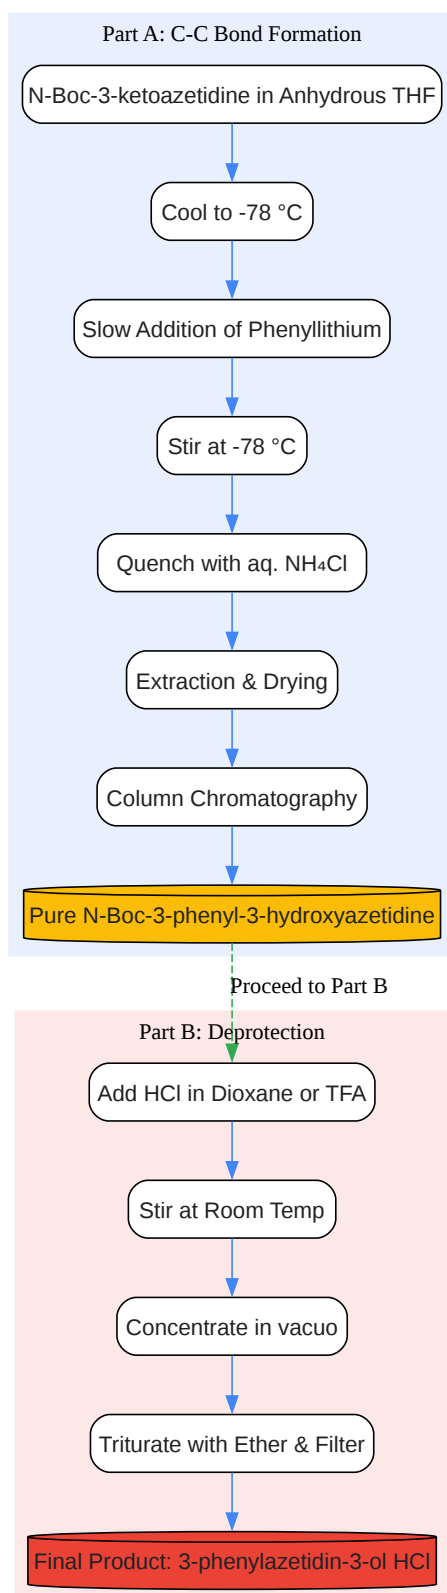 Part A: C-C Bond Formation
N-Boc-3-ketoazetidine in Anhydrous THF
Cool to -78 °C
Slow Addition of Phenyllithium
Stir at -78 °C
Quench with aq. NH₄Cl
Extraction & Drying
Column Chromatography
Pure N-Boc-3-phenyl-3-hydroxyazetidine
Proceed to Part B
Part B: Deprotection
Add HCl in Dioxane or TFA
Stir at Room Temp
Concentrate in vacuo
Triturate with Ether & Filter
Final Product: 3-phenylazetidin-3-ol HCl